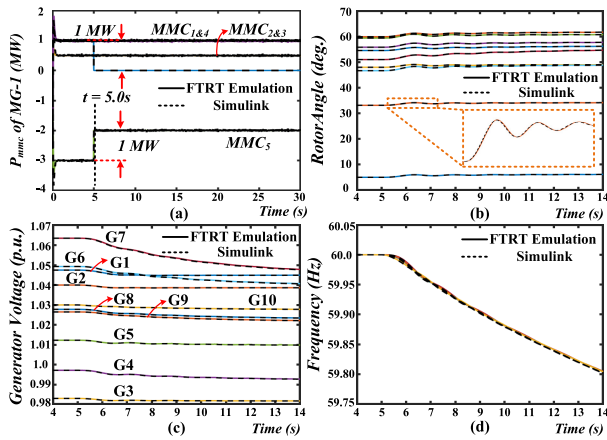 P_mmc of MG-1 (MW)
2
1
0
-1
-2
-3
-4
1 MW
MMC1&4
MMC2&3
t = 5.0s
FTRT Emulation
Simulink
1 MW
MMC5
0
5
10
15
20
25
30
(a)
Time (s)
RotorAngle (deg.)
70
60
50
40
30
20
10
0
FTRT Emulation
Simulink
4
5
6
7
8
9
10
11
12
13
14
(b)
Time (s)
Generator Voltage (p.u.)
1.07
1.06
1.05
1.04
1.03
1.02
1.01
1.0
0.99
0.98
G7
G6
G1
G2
G8
G9
G10
G5
G4
G3
FTRT Emulation
Simulink
4
5
6
7
8
9
10
11
12
13
14
(c)
Time (s)
Frequency (Hz)
60.05
60.0
59.95
59.90
59.85
59.80
59.75
FTRT Emulation
Simulink
4
5
6
7
8
9
10
11
12
13
14
(d)
Time (s)